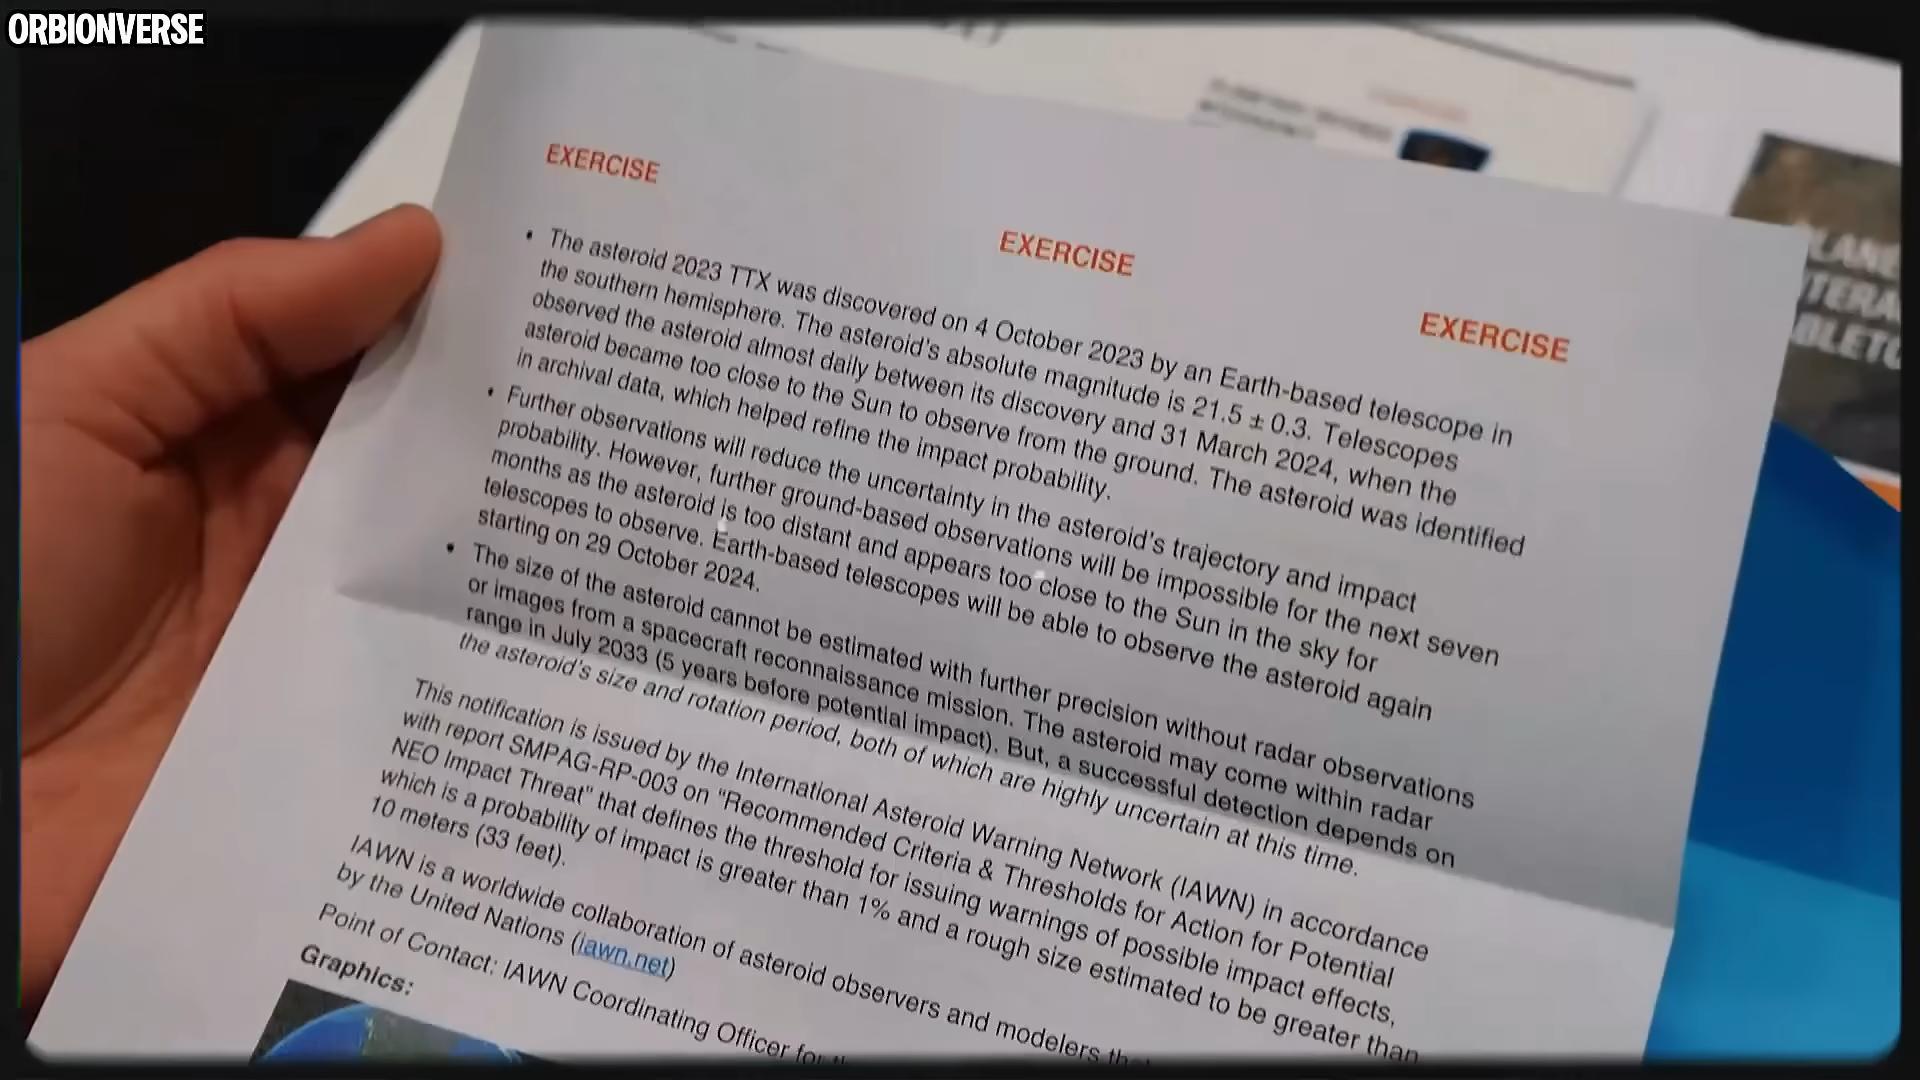 ORBIONVERSE
EXERCISE
EXERCISE
EXERCISE
• The asteroid 2023 TTX was discovered on 4 October 2023 by an Earth-based telescope in
the southern hemisphere. The asteroid's absolute magnitude is 21.5 ± 0.3. Telescopes
observed the asteroid almost daily between its discovery and 31 March 2024, when the
asteroid became too close to the Sun to observe from the ground. The asteroid was identified
in archival data, which helped refine the impact probability.
• Further observations will reduce the uncertainty in the asteroid's trajectory and impact
probability. However, further ground-based observations will be impossible for the next seven
months as the asteroid is too distant and appears too close to the Sun in the sky for
telescopes to observe. Earth-based telescopes will be able to observe the asteroid again
starting on 29 October 2024.
• The size of the asteroid cannot be estimated with further precision without radar observations
or images from a spacecraft reconnaissance mission. The asteroid may come within radar
range in July 2033 (5 years before potential impact). But, a successful detection depends on
the asteroid's size and rotation period, both of which are highly uncertain at this time.
This notification is issued by the International Asteroid Warning Network (IAWN) in accordance
with report SMPAG-RP-003 on "Recommended Criteria & Thresholds for Action for Potential
NEO Impact Threat" that defines the threshold for issuing warnings of possible impact effects,
which is a probability of impact is greater than 1% and a rough size estimated to be greater than
10 meters (33 feet).
IAWN is a worldwide collaboration of asteroid observers and modelers
by the United Nations (iawn.net)
Point of Contact: IAWN Coordinating Officer for
Graphics: